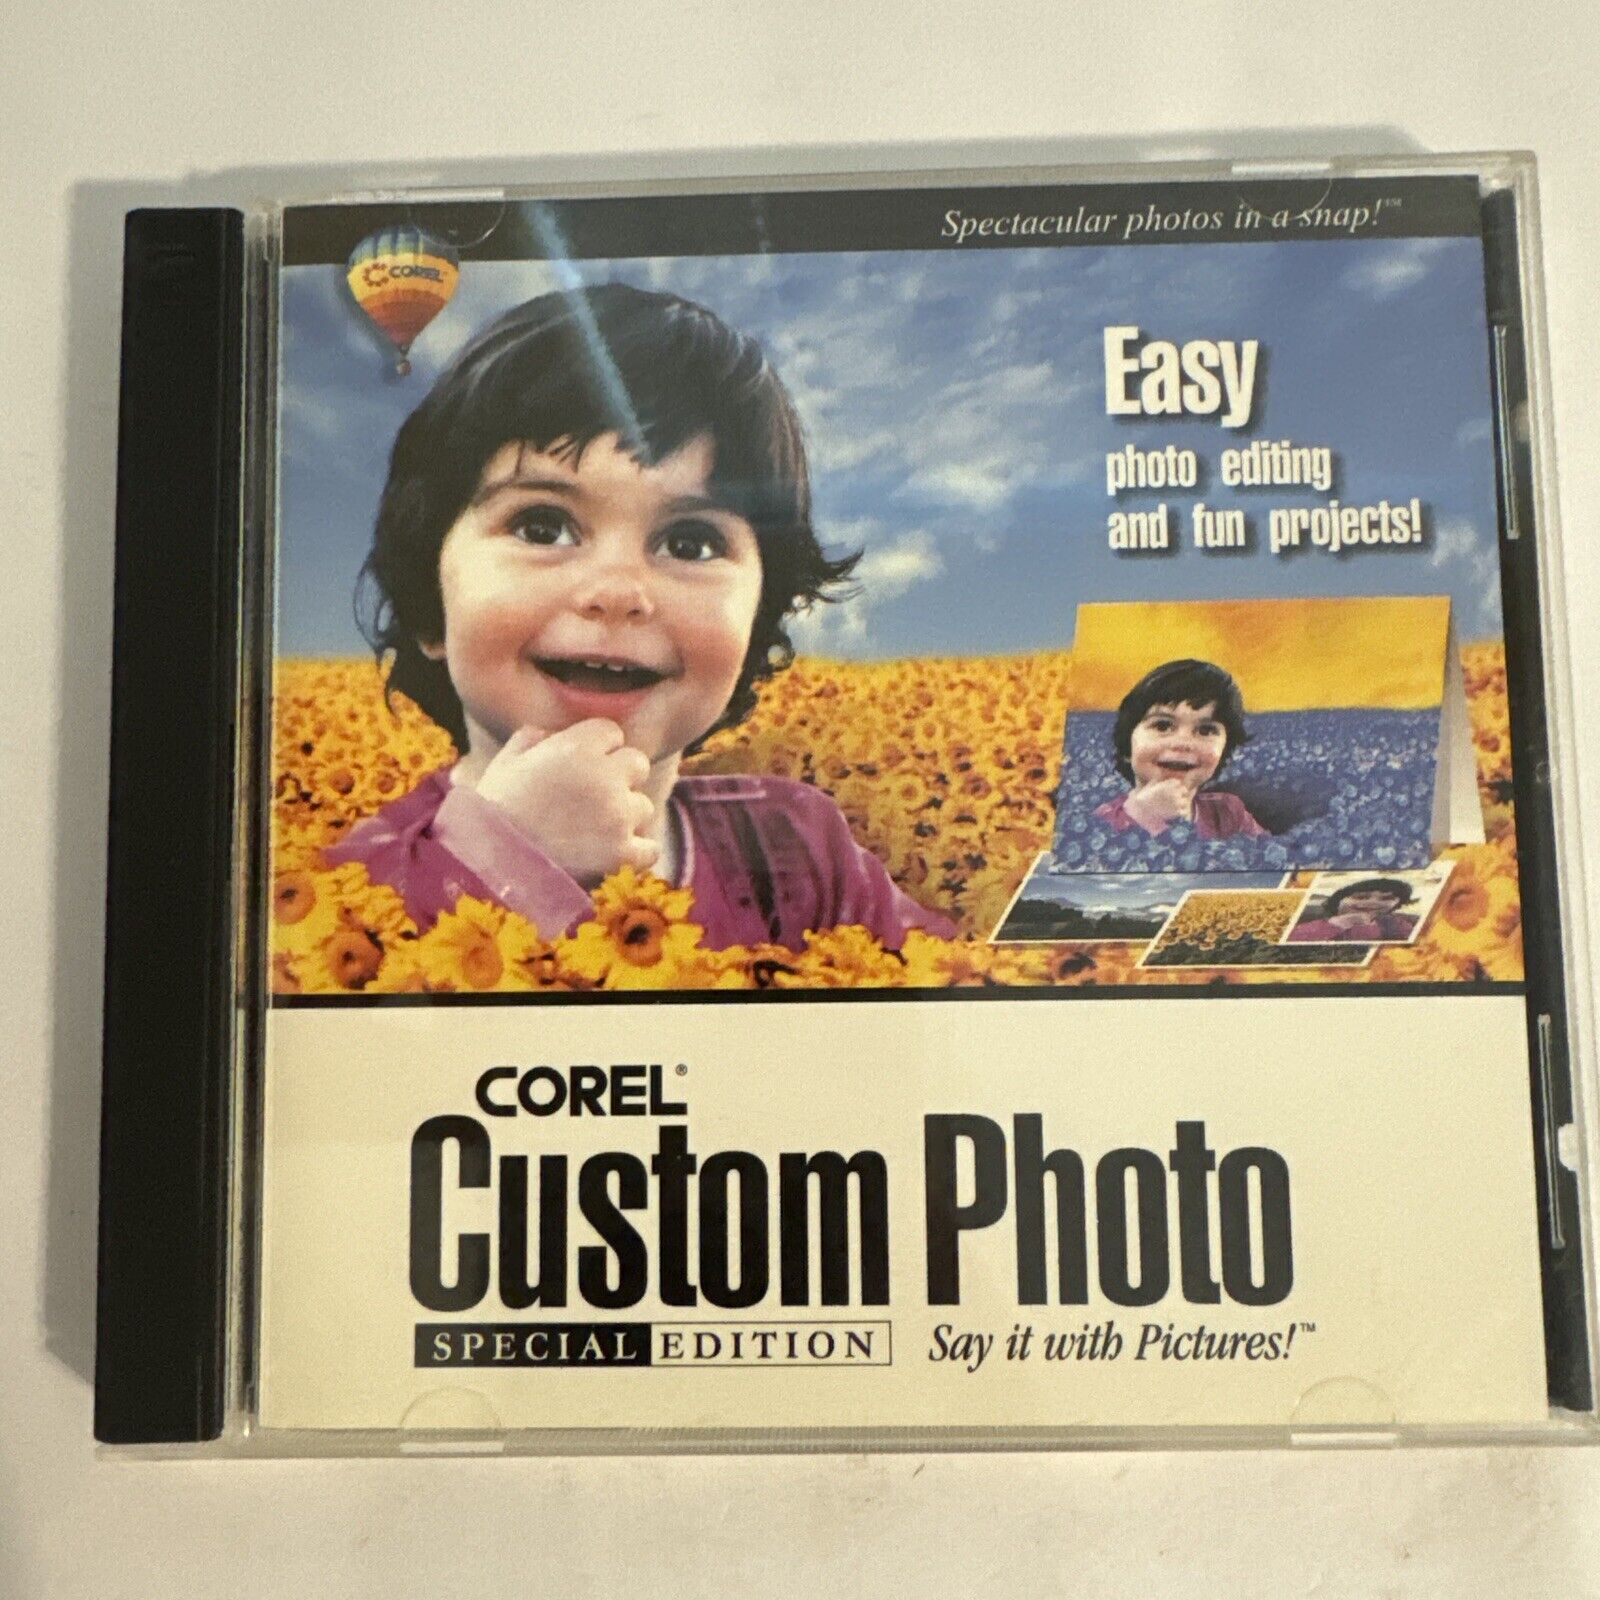 Spectacular photos in a snap!™
COREL
Easy
photo editing
and fun projects!
COREL®
Custom Photo
SPECIAL EDITION Say it with Pictures!™